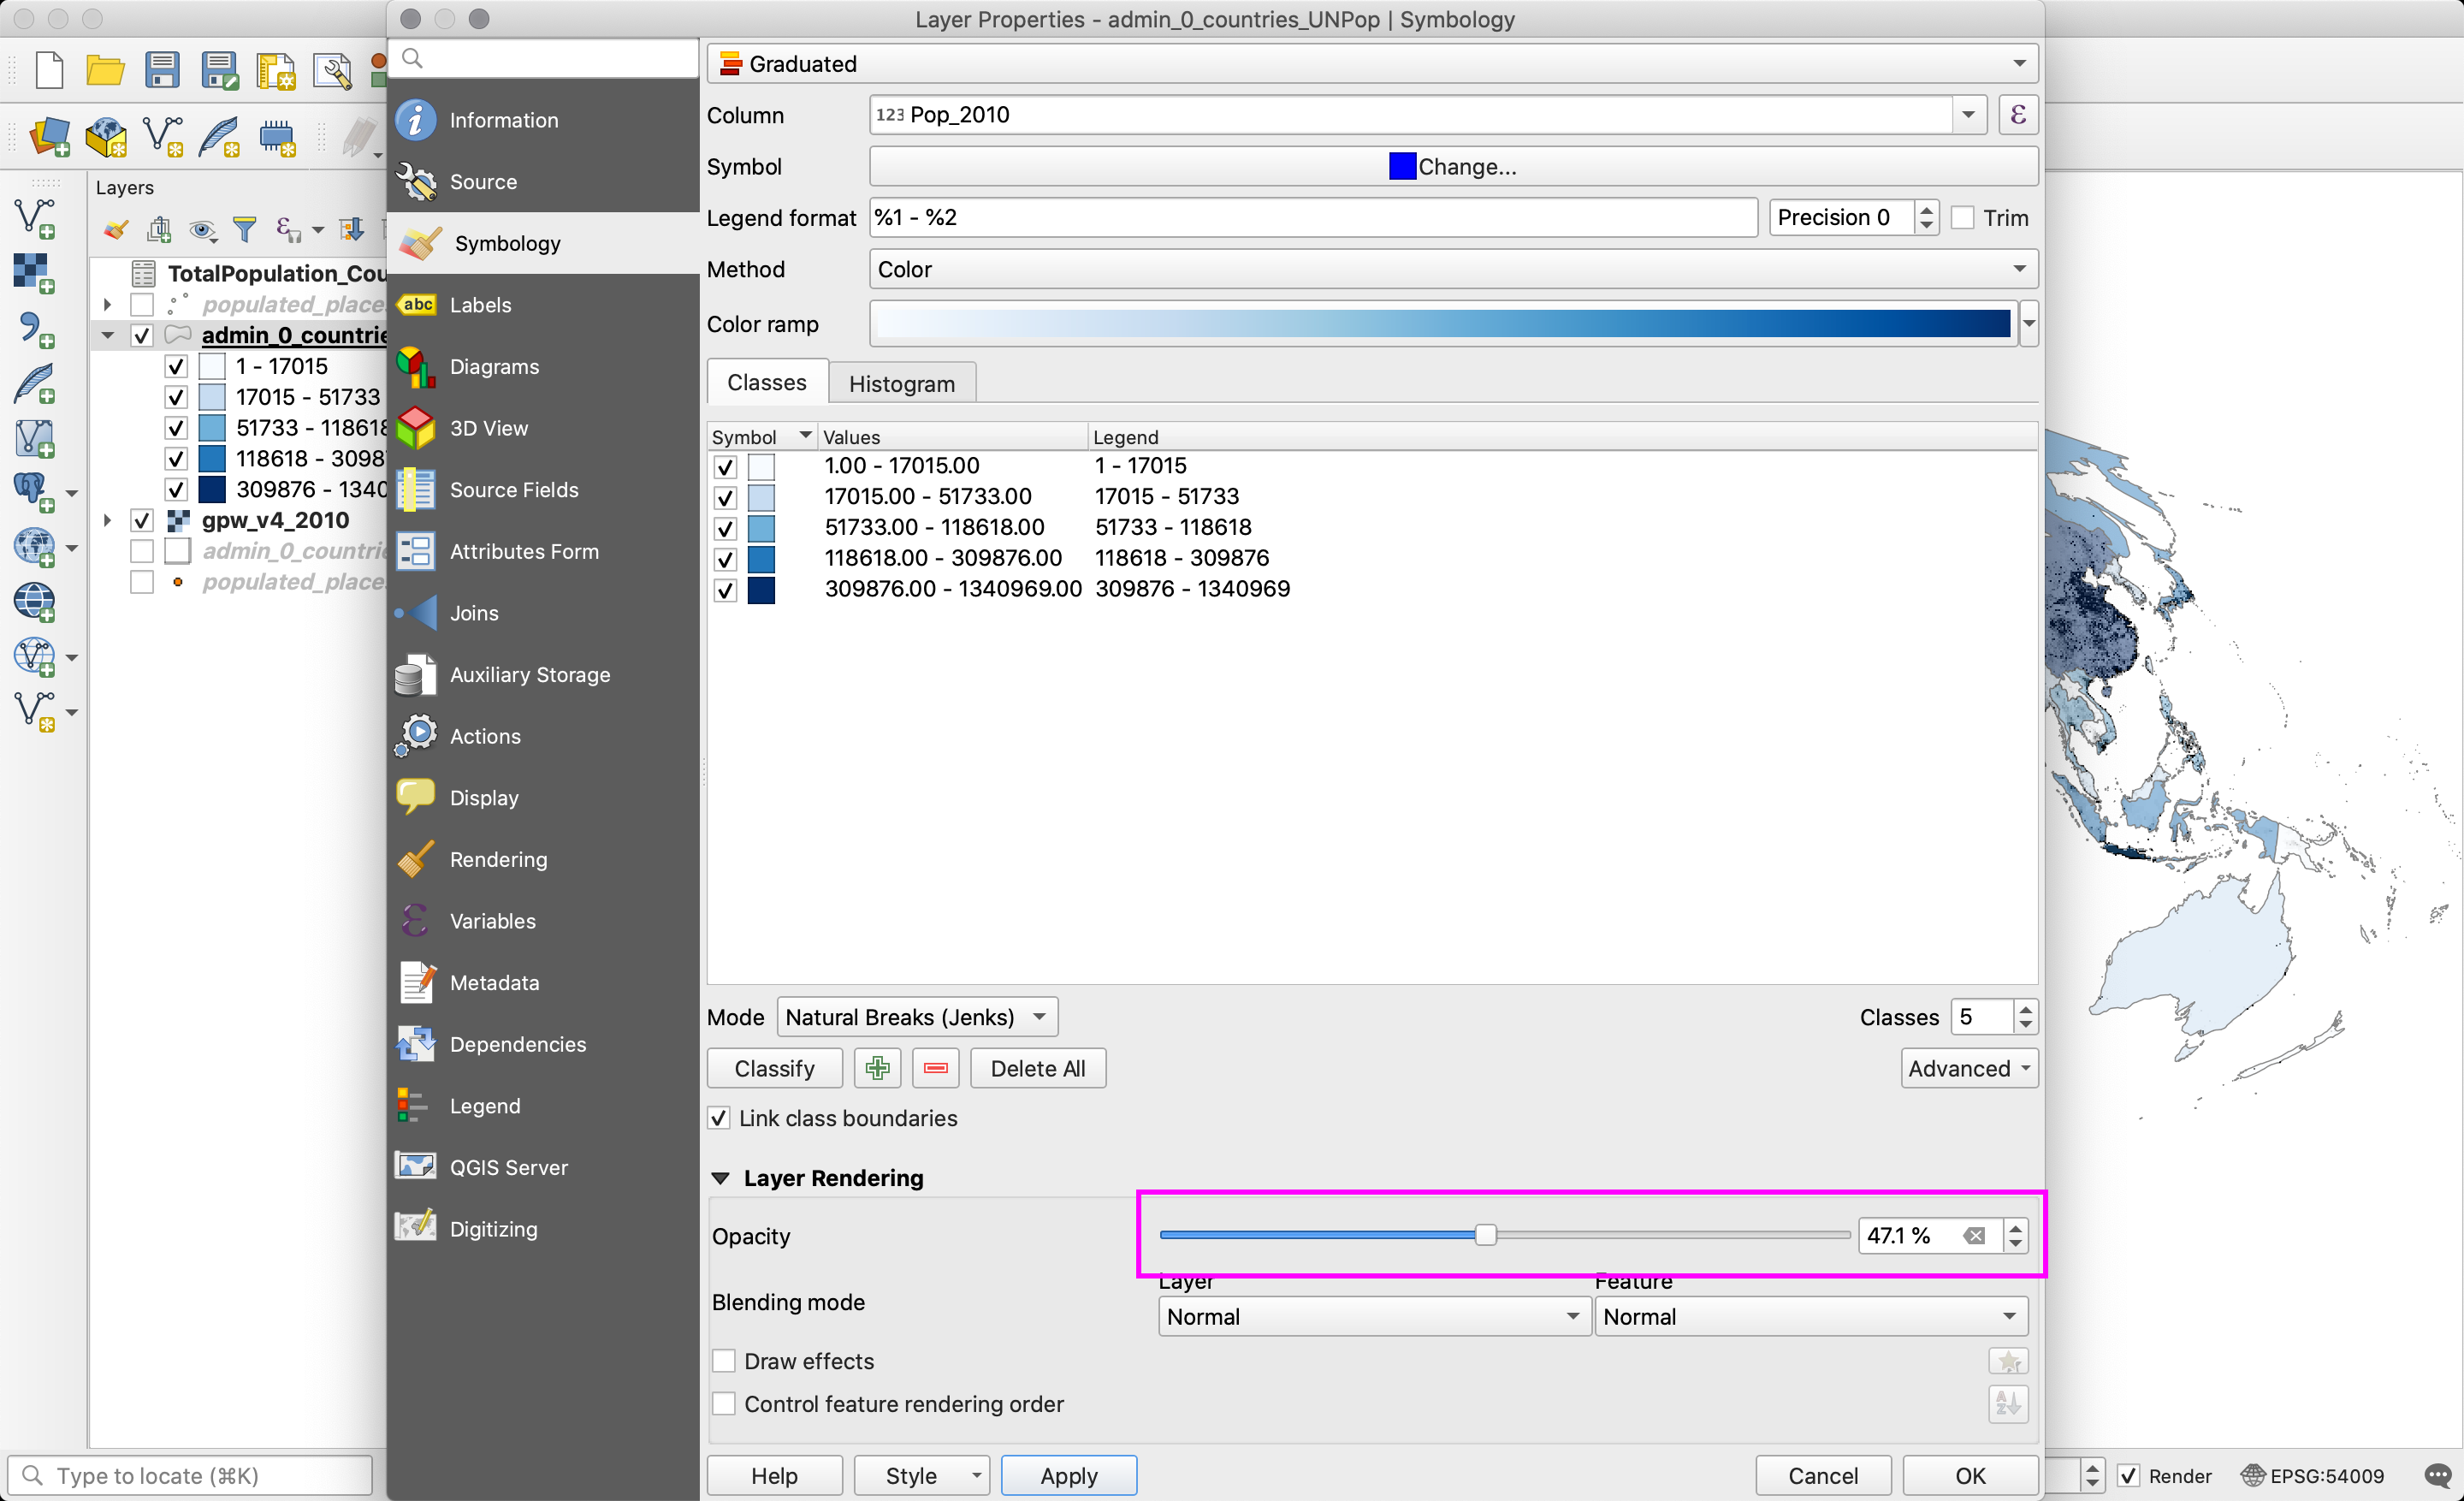 Layer Properties - admin_0_countries_UNPop | Symbology
Layers
TotalPopulation_Cou
populated_place
admin_0_countrie
1 - 17015
17015 - 51733
51733 - 118618
118618 - 3098
309876 - 1340
gpw_v4_2010
admin_0_countrie
populated_place
Type to locate (⌘K)
Information
Source
Symbology
abc Labels
Diagrams
3D View
Source Fields
Attributes Form
Joins
Auxiliary Storage
Actions
Display
Rendering
Variables
Metadata
Dependencies
Legend
QGIS Server
Digitizing
Graduated
Column 123 Pop_2010 ε
Symbol Change...
Legend format %1 - %2 Precision 0 Trim
Method Color
Color ramp
Classes Histogram
Symbol Values Legend
1.00 - 17015.00 1 - 17015
17015.00 - 51733.00 17015 - 51733
51733.00 - 118618.00 51733 - 118618
118618.00 - 309876.00 118618 - 309876
309876.00 - 1340969.00 309876 - 1340969
Mode Natural Breaks (Jenks) Classes 5
Classify Delete All Advanced
Link class boundaries
Layer Rendering
Opacity 47.1 %
Layer Feature
Blending mode Normal Normal
Draw effects
Control feature rendering order
Help Style Apply Cancel OK
Render EPSG:54009